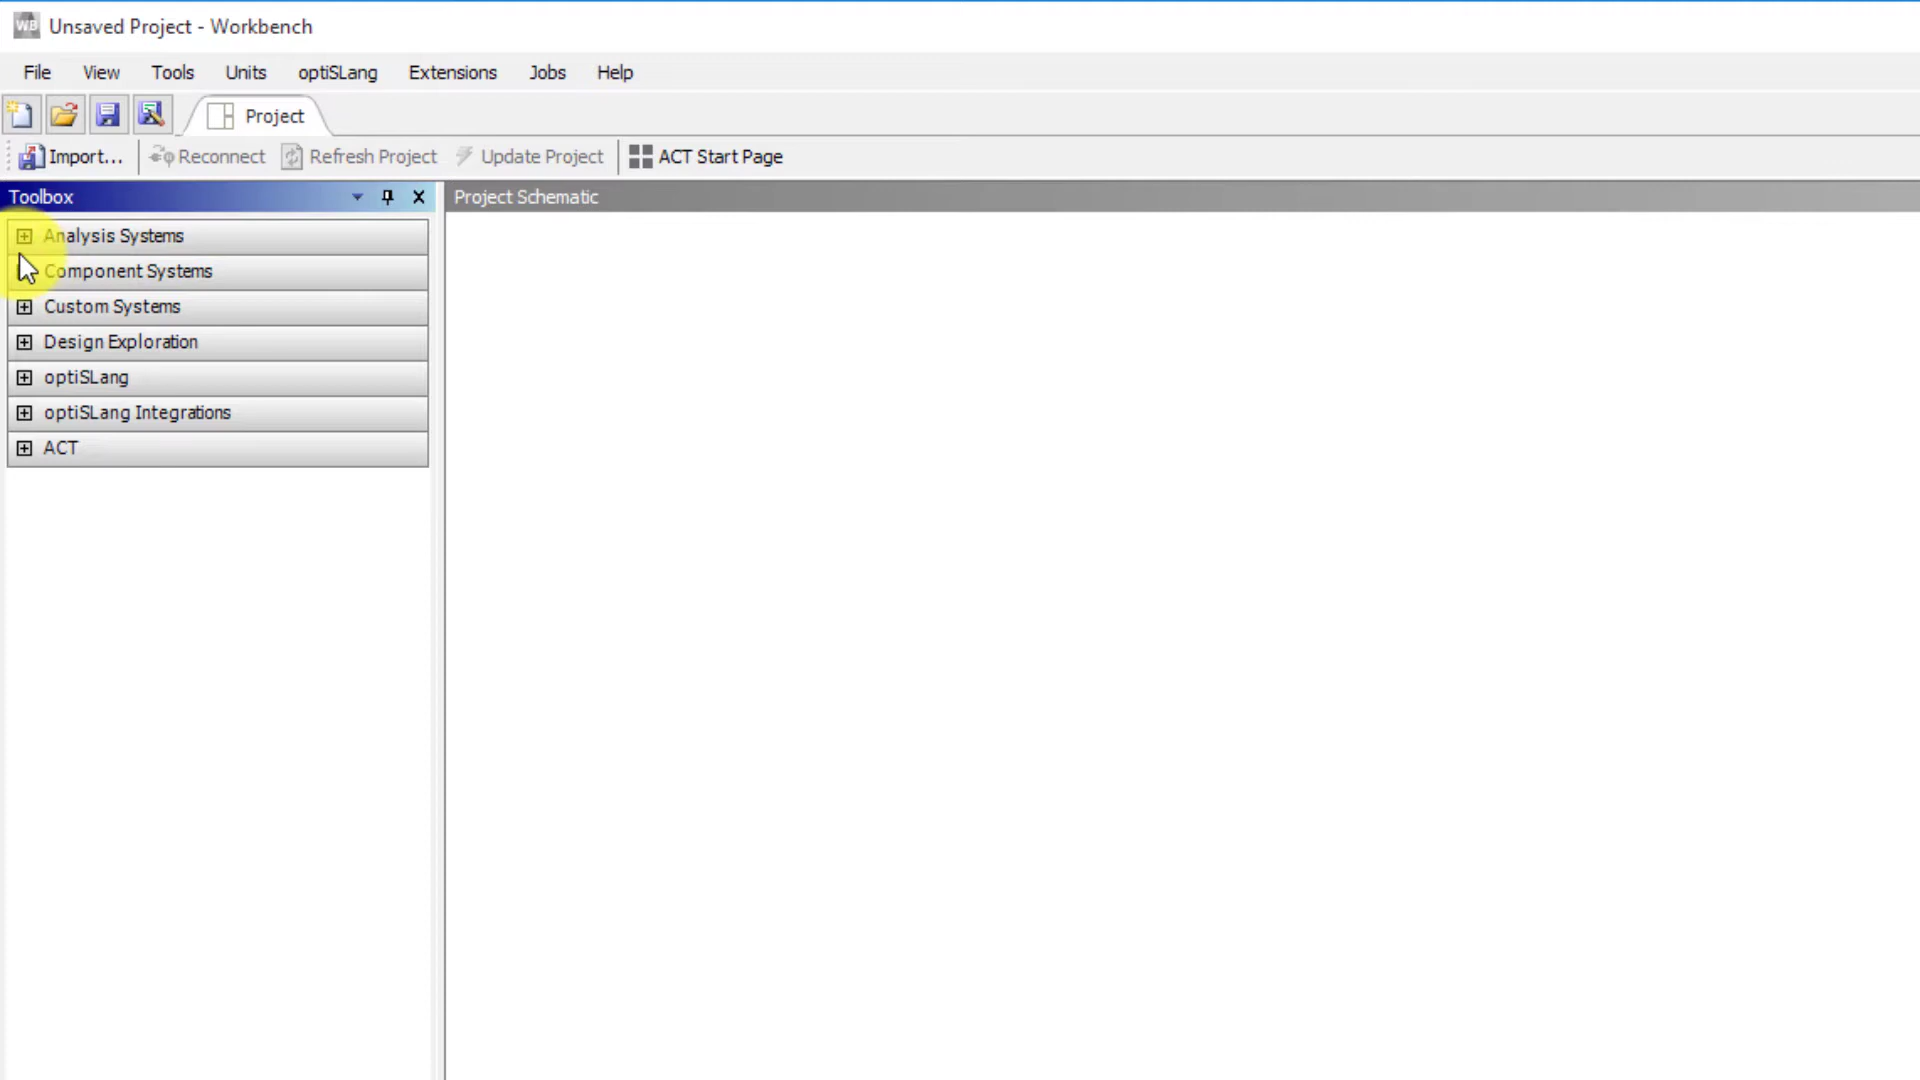 WB Unsaved Project - Workbench
File View Tools Units optiSLang Extensions Jobs Help
Project
Import... Reconnect Refresh Project Update Project ACT Start Page
Toolbox
Project Schematic
Analysis Systems
Component Systems
Custom Systems
Design Exploration
optiSLang
optiSLang Integrations
ACT